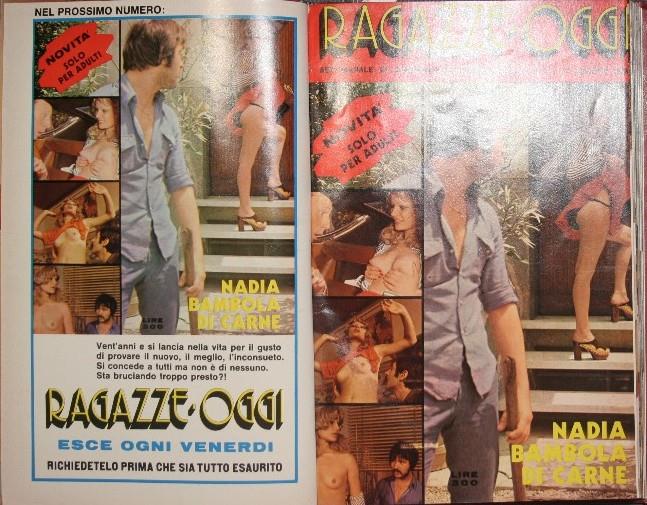 NEL PROSSIMO NUMERO:
NOVITA'
SOLO
PER ADULTI
NADIA
BAMBOLA
DI CARNE
LIRE
500
Vent'anni e si lancia nella vita per il gusto
di provare il nuovo, il meglio, l'inconsueto.
Si concede a tutti ma non è di nessuno.
Sta bruciando troppo presto?!
RAGAZZE-OGGI
ESCE OGNI VENERDI
RICHIEDETELO PRIMA CHE SIA TUTTO ESAURITO
RAGAZZE-OGGI
NOVITA'
SOLO
PER ADULTI
NADIA
BAMBOLA
DI CARNE
LIRE
500